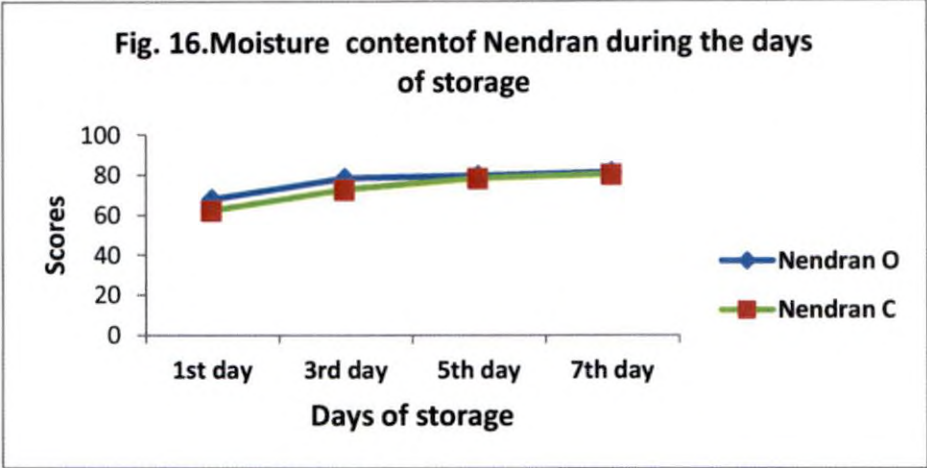 Fig. 16.Moisture contentof Nendran during the days
of storage
100
80
60
40
20
0
Scores
1st day 3rd day 5th day 7th day
Days of storage
Nendran O
Nendran C